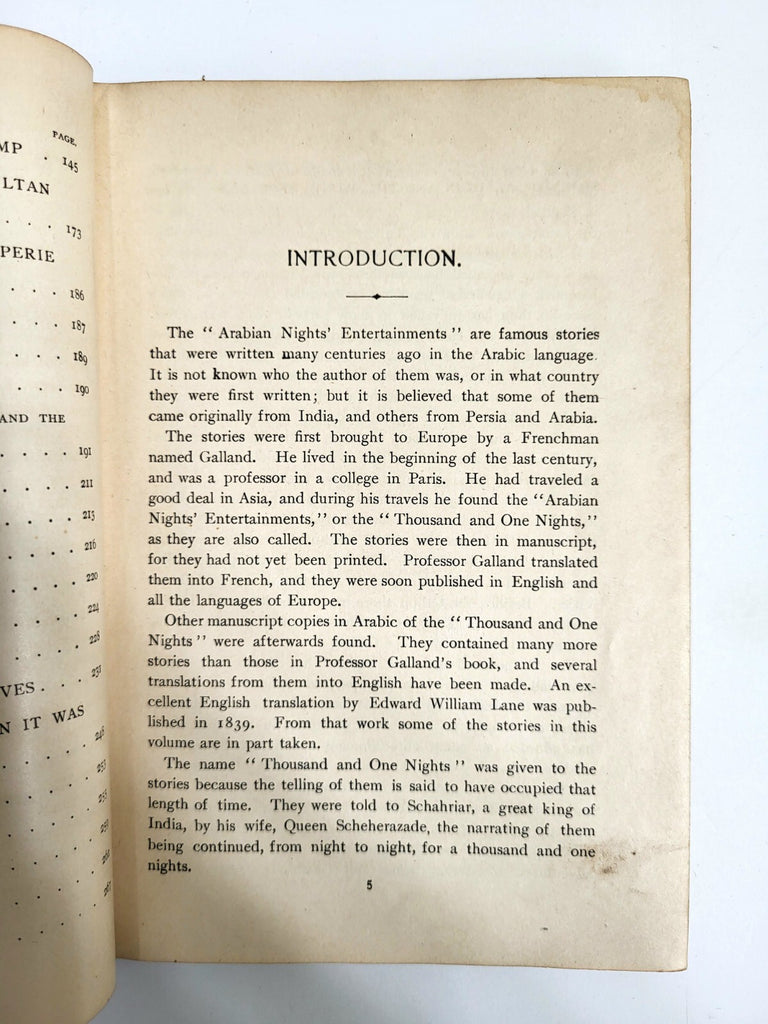 PAGE.
MP . 145
LTAN
. . . 173
PERIE
. . . 186
. . . 187
. . . 189
. . . 190
AND THE
. . . . 191
. . . . 211
. . . . 215
. . . . 216
. . . . 220
. . . . 224
. . . . 228
VES . . . 231
N IT WAS
. . . . 246
. . . . 253
. . . . 255
. . . . 259
. . . . 260
. . . . 267
INTRODUCTION.
The “ Arabian Nights’ Entertainments ” are famous stories
that were written many centuries ago in the Arabic language.
It is not known who the author of them was, or in what country
they were first written; but it is believed that some of them
came originally from India, and others from Persia and Arabia.
The stories were first brought to Europe by a Frenchman
named Galland. He lived in the beginning of the last century,
and was a professor in a college in Paris. He had traveled a
good deal in Asia, and during his travels he found the “Arabian
Nights’ Entertainments,” or the “ Thousand and One Nights,”
as they are also called. The stories were then in manuscript,
for they had not yet been printed. Professor Galland translated
them into French, and they were soon published in English and
all the languages of Europe.
Other manuscript copies in Arabic of the “ Thousand and One
Nights ” were afterwards found. They contained many more
stories than those in Professor Galland’s book, and several
translations from them into English have been made. An ex-
cellent English translation by Edward William Lane was pub-
lished in 1839. From that work some of the stories in this
volume are in part taken.
The name “ Thousand and One Nights ” was given to the
stories because the telling of them is said to have occupied that
length of time. They were told to Schahriar, a great king of
India, by his wife, Queen Scheherazade, the narrating of them
being continued, from night to night, for a thousand and one
nights.
5